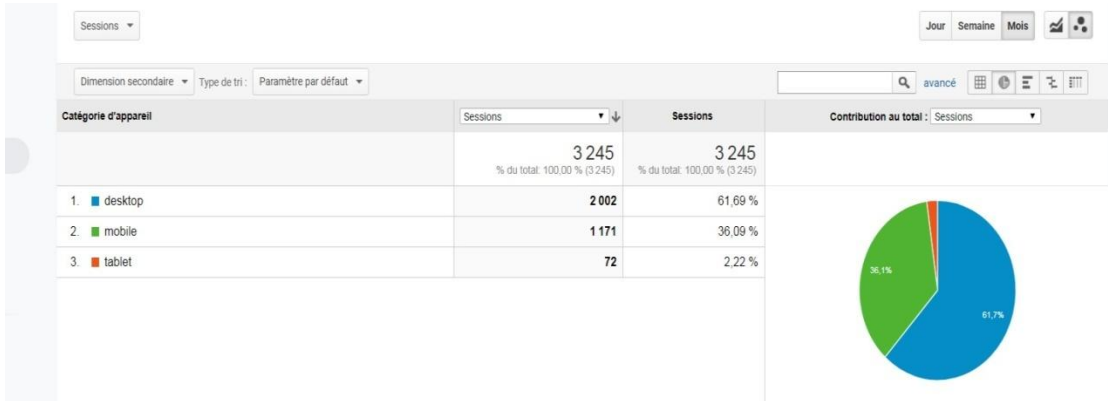 Sessions
Jour Semaine Mois
Dimension secondaire Type de tri : Paramètre par défaut avancé
Catégorie d'appareil Sessions Sessions Contribution au total : Sessions
3 245 3 245
% du total: 100,00 % (3 245) % du total: 100,00 % (3 245)
1. desktop 2 002 61,69 %
2. mobile 1 171 36,09 %
3. tablet 72 2,22 %
36,1%
61,7%